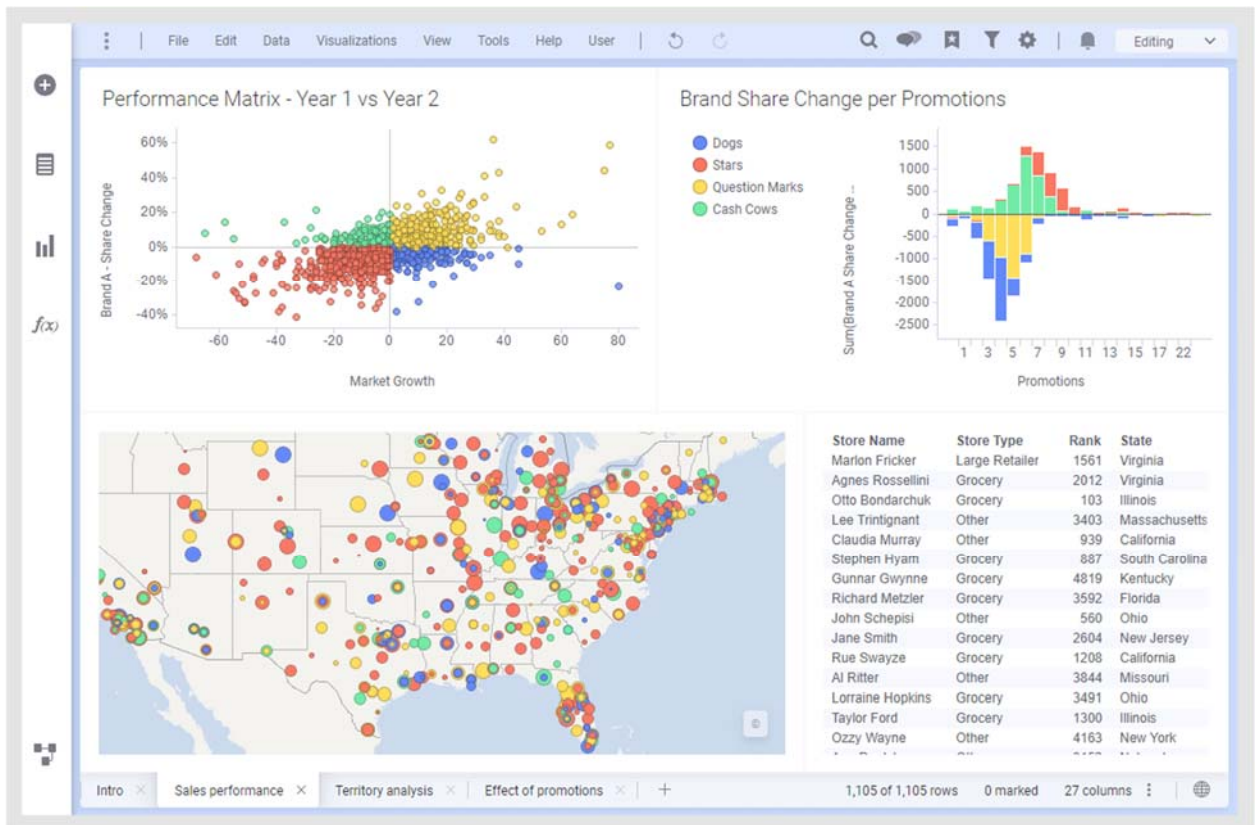 File Edit Data Visualizations View Tools Help User Editing
f(x)
Performance Matrix - Year 1 vs Year 2
Brand A - Share Change
60%
40%
20%
0%
-20%
-40%
-60 -40 -20 0 20 40 60 80
Market Growth
Brand Share Change per Promotions
Dogs
Stars
Question Marks
Cash Cows
Sum(Brand A Share Change ...
1500
1000
500
0
-500
-1000
-1500
-2000
-2500
1 3 5 7 9 11 13 15 17 22
Promotions
Store Name Store Type Rank State
Marlon Fricker Large Retailer 1561 Virginia
Agnes Rossellini Grocery 2012 Virginia
Otto Bondarchuk Grocery 103 Illinois
Lee Trintignant Other 3403 Massachusetts
Claudia Murray Other 939 California
Stephen Hyam Grocery 887 South Carolina
Gunnar Gwynne Grocery 4819 Kentucky
Richard Metzler Grocery 3592 Florida
John Schepisi Other 560 Ohio
Jane Smith Grocery 2604 New Jersey
Rue Swayze Grocery 1208 California
Al Ritter Other 3844 Missouri
Lorraine Hopkins Grocery 3491 Ohio
Taylor Ford Grocery 1300 Illinois
Ozzy Wayne Other 4163 New York
Intro Sales performance Territory analysis Effect of promotions 1,105 of 1,105 rows 0 marked 27 columns